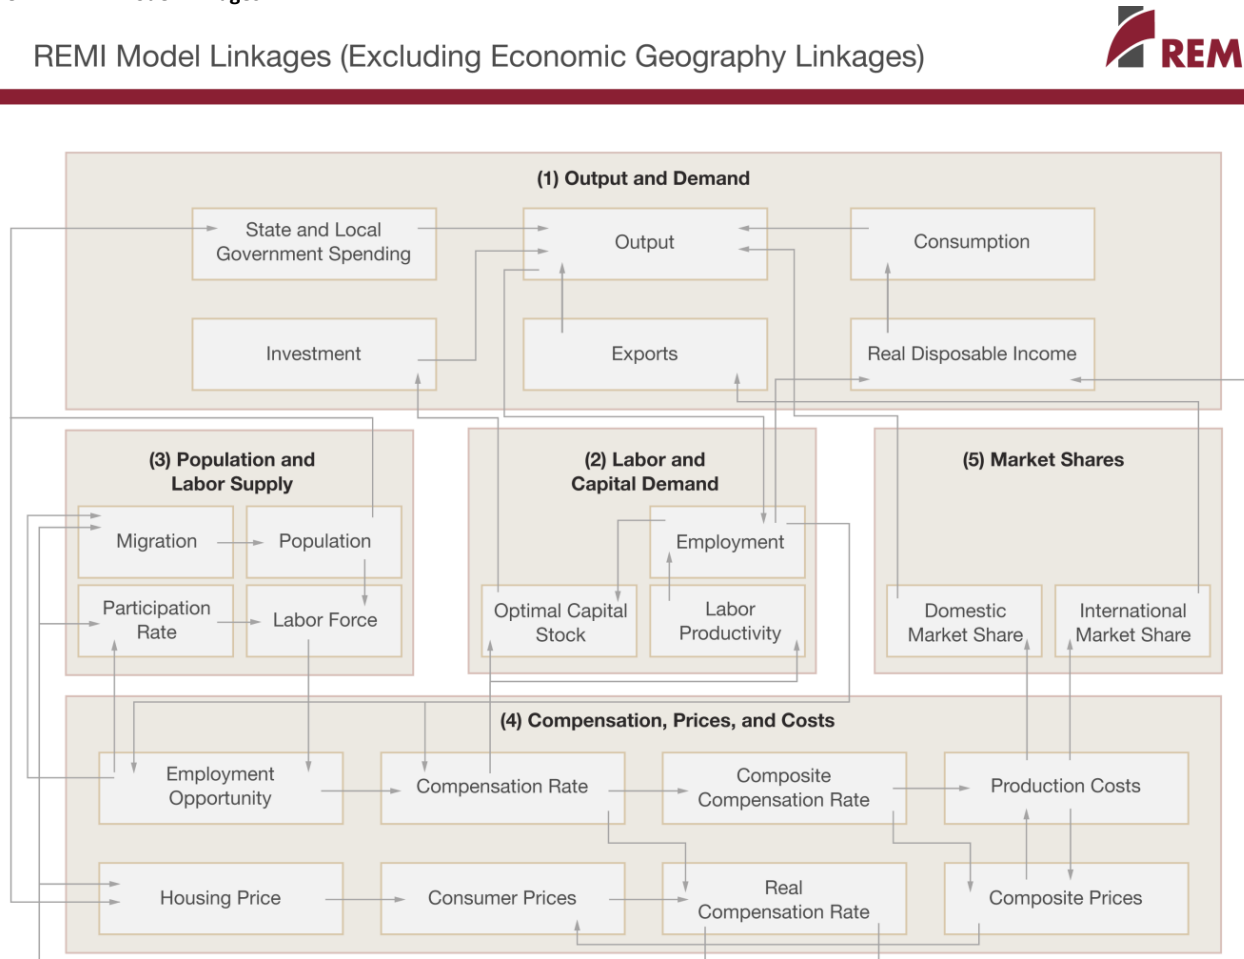 REMI Model Linkages (Excluding Economic Geography Linkages)
REM
(1) Output and Demand
State and Local
Government Spending
Output
Consumption
Investment
Exports
Real Disposable Income
(3) Population and
Labor Supply
Migration
Population
Participation
Rate
Labor Force
(2) Labor and
Capital Demand
Employment
Optimal Capital
Stock
Labor
Productivity
(5) Market Shares
Domestic
Market Share
International
Market Share
(4) Compensation, Prices, and Costs
Employment
Opportunity
Compensation Rate
Composite
Compensation Rate
Production Costs
Housing Price
Consumer Prices
Real
Compensation Rate
Composite Prices